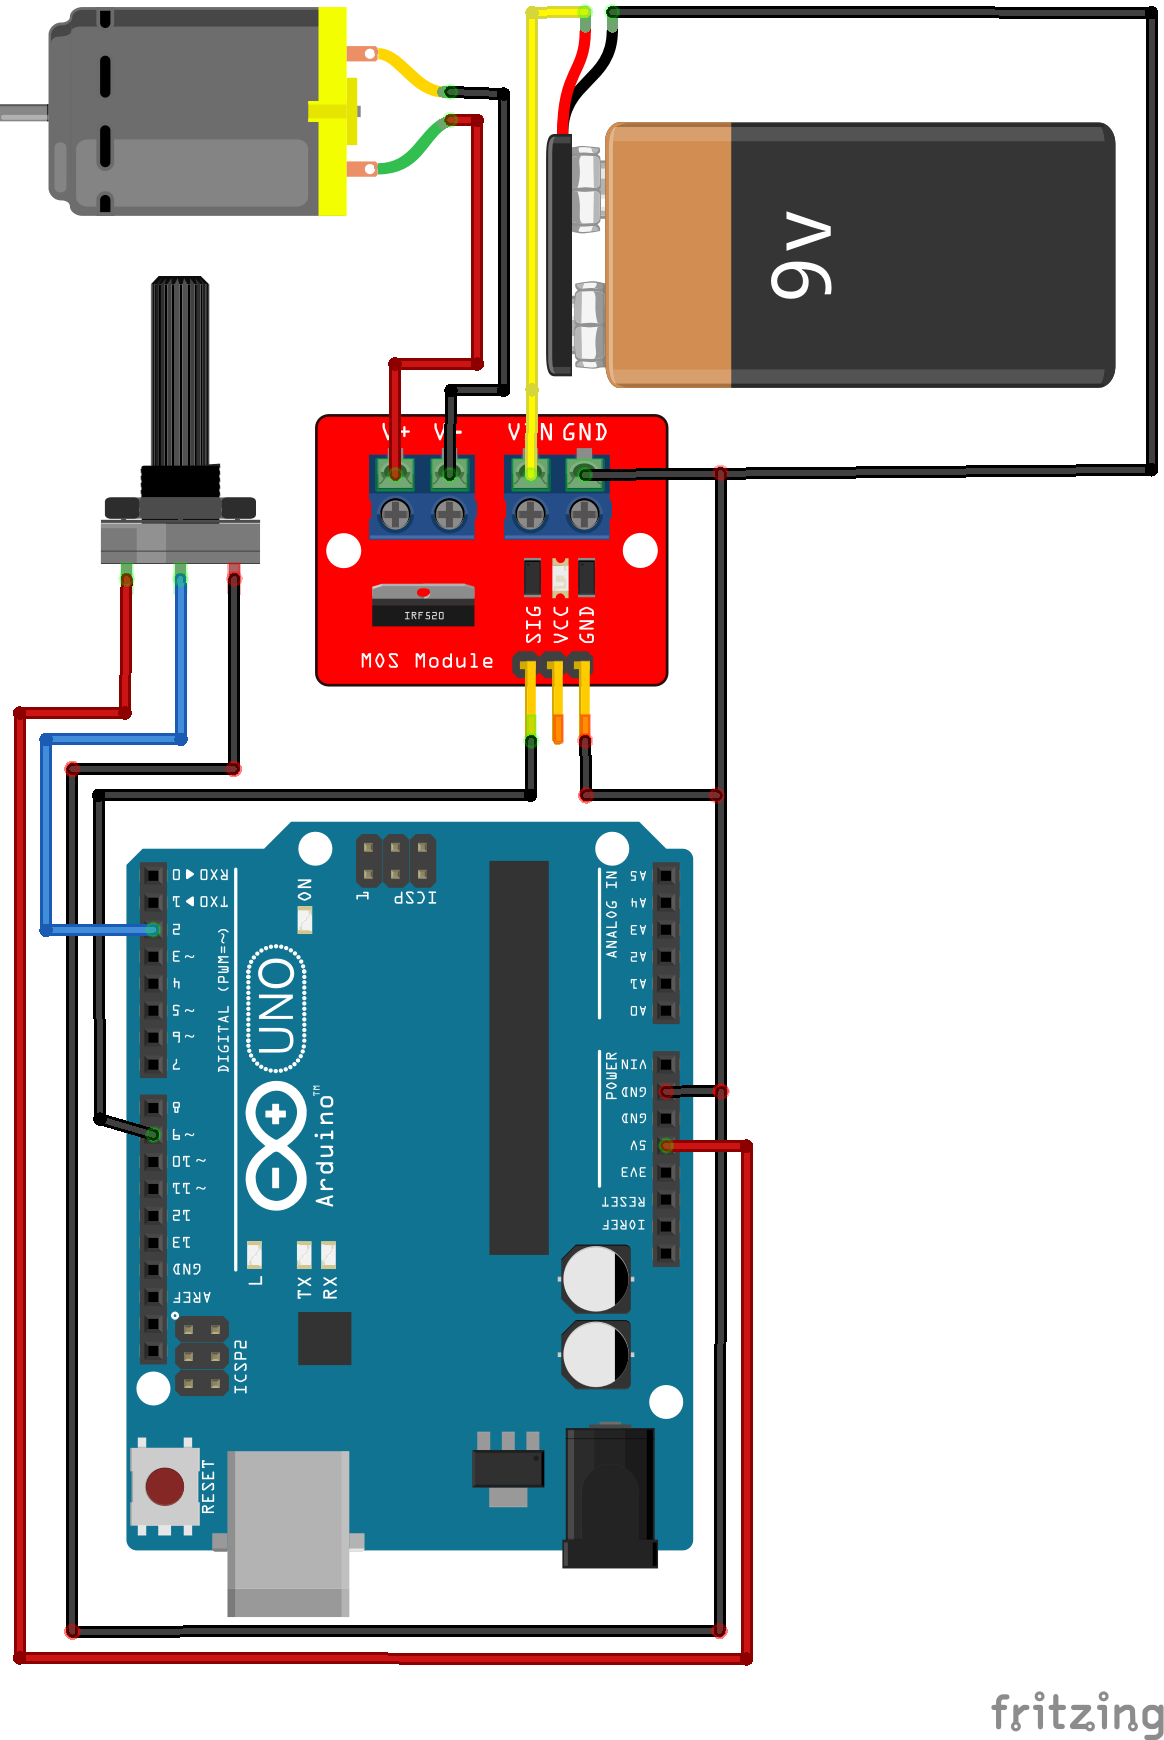 9v
V+ V- VIN GND
IRF520
SIG
VCC
GND
MOS Module
RX0◀0
TX0▶1
2
~3
4
~5
~6
7
8
~9
~10
~11
12
13
GND
AREF
DIGITAL (PWM=~)
ON
1
ICSP
UNO
Arduino™
L
TX
RX
ICSP2
RESET
ANALOG IN
A5
A4
A3
A2
A1
A0
POWER
VIN
GND
GND
5V
3V3
RESET
IOREF
fritzing